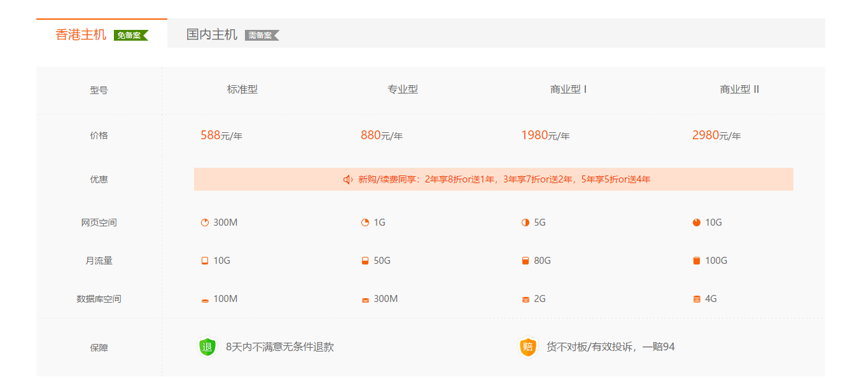 香港主机 免备案 国内主机 需备案
型号 标准型 专业型 商业型 I 商业型 II
价格 588元/年 880元/年 1980元/年 2980元/年
优惠 新购/续费同享：2年享8折or送1年，3年享7折or送2年，5年享5折or送4年
网页空间 300M 1G 5G 10G
月流量 10G 50G 80G 100G
数据库空间 100M 300M 2G 4G
保障 退 8天内不满意无条件退款 赔 货不对板/有效投诉，一赔94